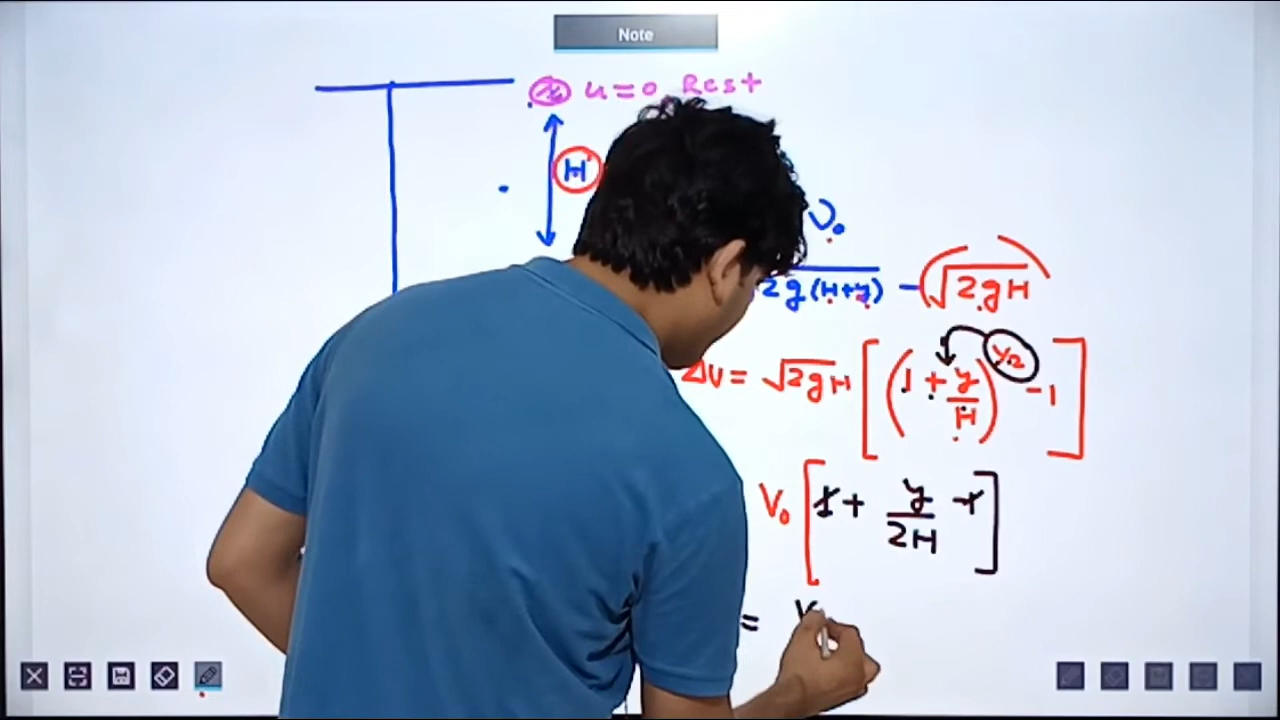 Note
u=0 Rest
H
v₀
2g(H+y) - (√2gH)
Δv = √2gH [(1 + y/H)^1/2 - 1]
V₀ [1 + y/2H - 1]
= V